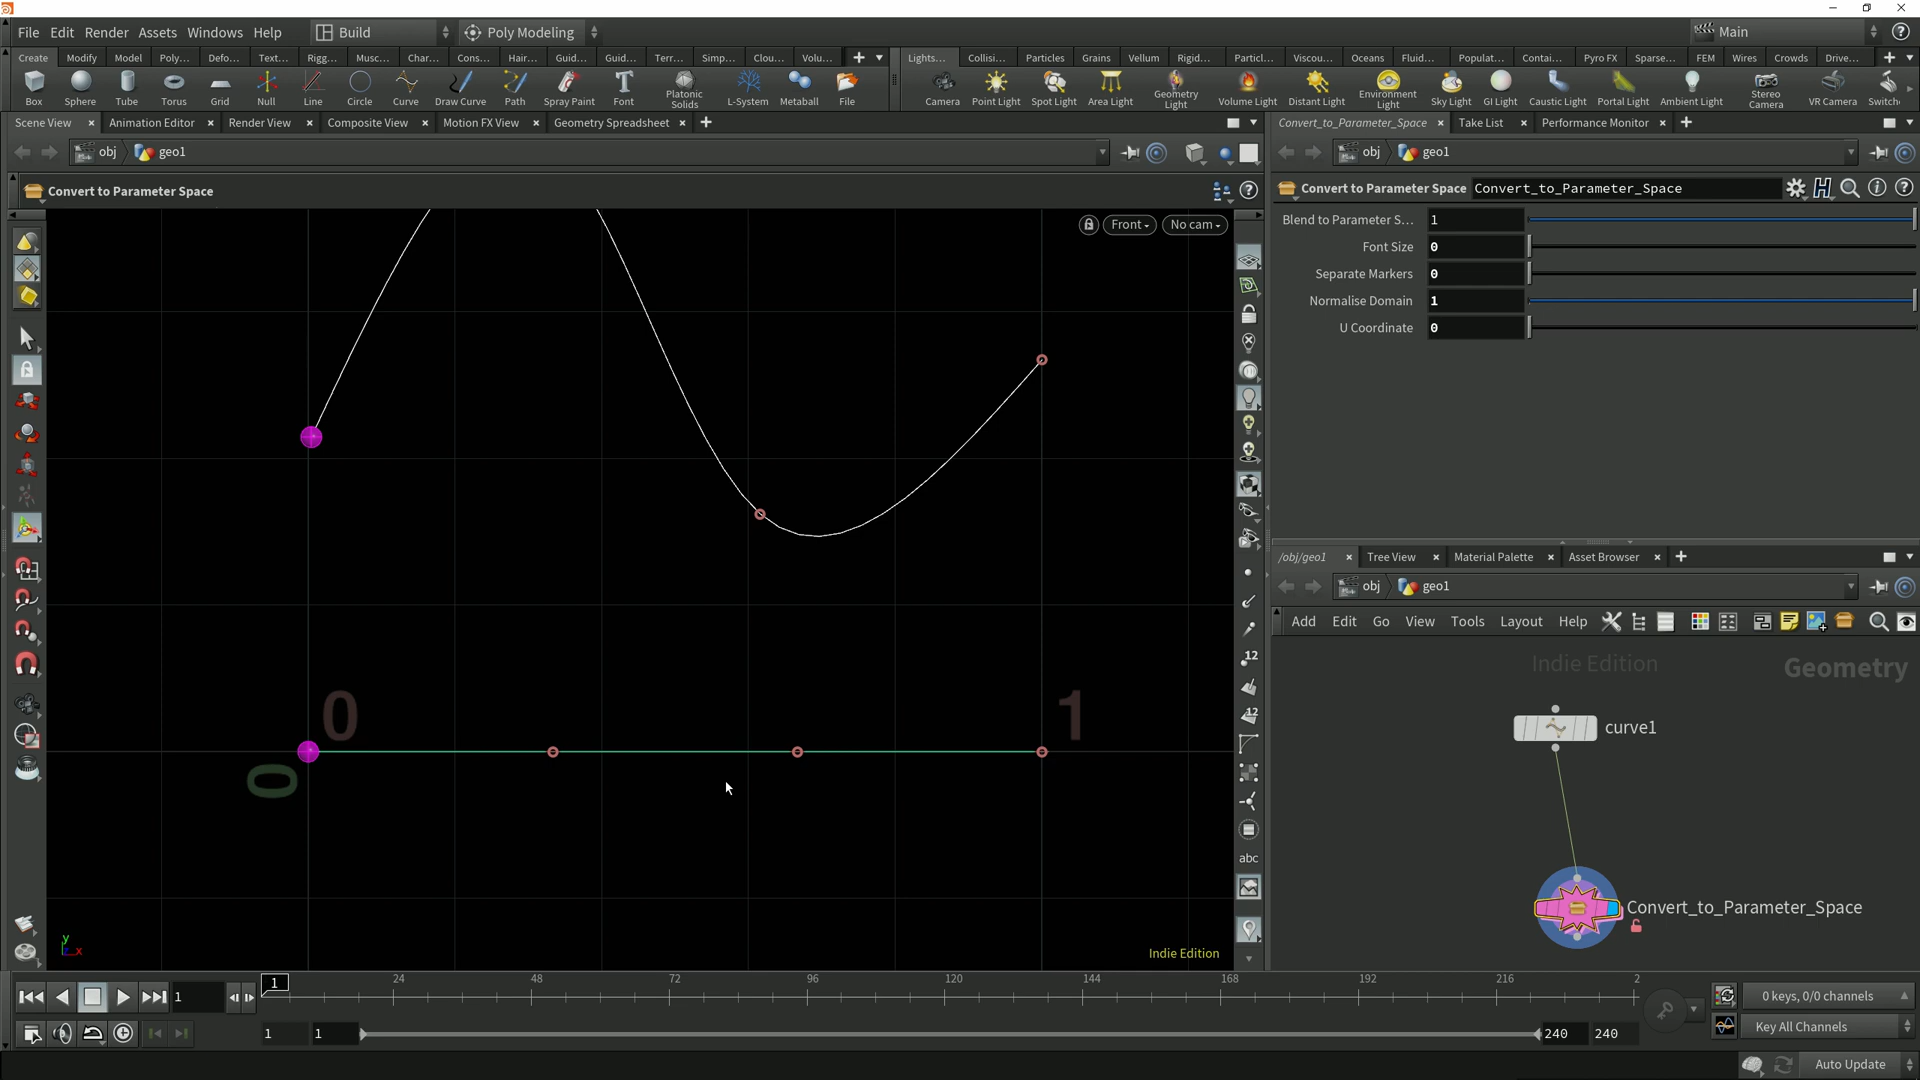 File Edit Render Assets Windows Help Build Poly Modeling Main
Create Modify Model Poly... Defo... Text... Rigg... Musc... Char... Cons... Hair... Guid... Guid... Terr... Simp... Clou... Volu...
Lights... Collisi... Particles Grains Vellum Rigid... Particl... Viscou... Oceans Fluid... Populat... Contai... Pyro FX Sparse... FEM Wires Crowds Drive...
Box Sphere Tube Torus Grid Null Line Circle Curve Draw Curve Path Spray Paint Font Platonic Solids L-System Metaball File
Camera Point Light Spot Light Area Light Geometry Light Volume Light Distant Light Environment Light Sky Light GI Light Caustic Light Portal Light Ambient Light Stereo Camera VR Camera Switch
Scene View Animation Editor Render View Composite View Motion FX View Geometry Spreadsheet
Convert_to_Parameter_Space Take List Performance Monitor
obj geo1
obj geo1
Convert to Parameter Space
Convert to Parameter Space Convert_to_Parameter_Space
Front No cam
Blend to Parameter S... 1
Font Size 0
Separate Markers 0
Normalise Domain 1
U Coordinate 0
0
1
0
12
12
abc
y
z x
Indie Edition
/obj/geo1 Tree View Material Palette Asset Browser
obj geo1
Add Edit Go View Tools Layout Help
Indie Edition
Geometry
curve1
Convert_to_Parameter_Space
1 1 24 48 72 96 120 144 168 192 216 2
0 keys, 0/0 channels
1 1 240 240
Key All Channels
Auto Update